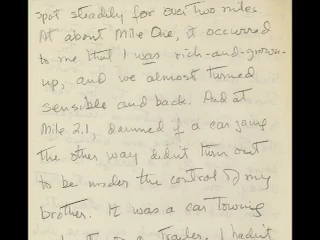 spot steadily for over two miles.
At about Mile One, it occurred
to me that I was rich-and-grown-
up, and we almost turned
sensible and back. And at
Mile 2.1, damned if a car going
the other way didn't turn out
to be under the control of my
brother. It was a car towing
a trailer. I hadn't